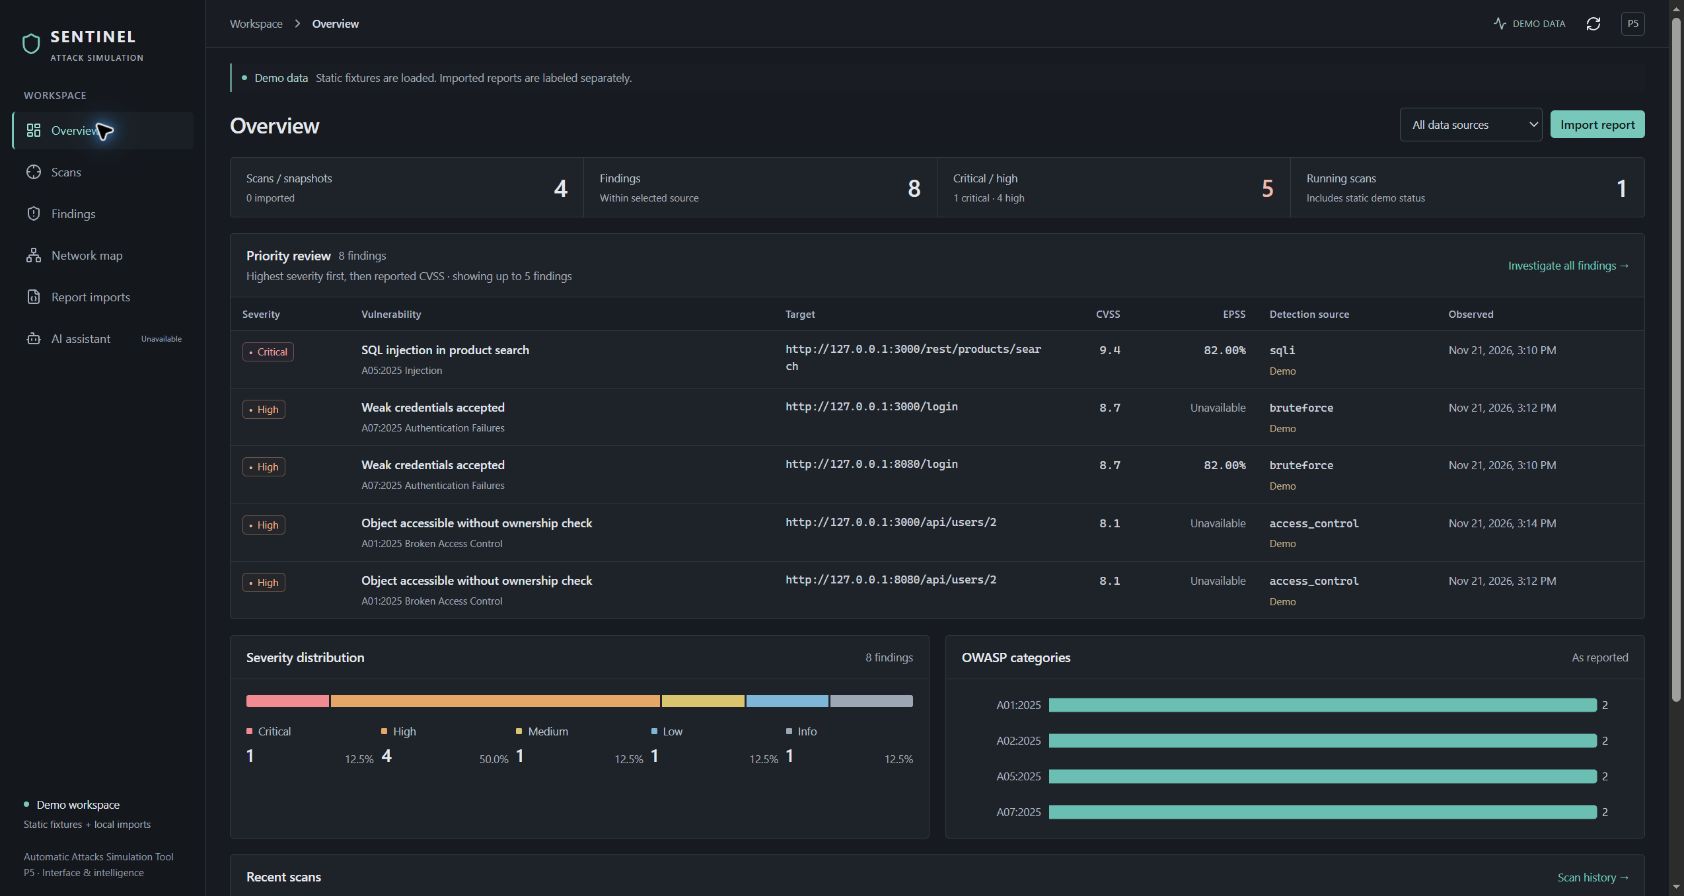 SENTINEL
ATTACK SIMULATION
WORKSPACE
Overview
Scans
Findings
Network map
Report imports
AI assistant Unavailable
Demo workspace
Static fixtures + local imports
Automatic Attacks Simulation Tool
P5 · Interface & intelligence
Workspace > Overview
DEMO DATA
P5
Demo data Static fixtures are loaded. Imported reports are labeled separately.
Overview
All data sources
Import report
Scans / snapshots
0 imported
4
Findings
Within selected source
8
Critical / high
1 critical · 4 high
5
Running scans
Includes static demo status
1
Priority review 8 findings
Highest severity first, then reported CVSS · showing up to 5 findings
Investigate all findings →
Severity Vulnerability Target CVSS EPSS Detection source Observed
Critical SQL injection in product search http://127.0.0.1:3000/rest/products/sear 9.4 82.00% sqli Nov 21, 2026, 3:10 PM
A05:2025 Injection ch Demo
High Weak credentials accepted http://127.0.0.1:3000/login 8.7 Unavailable bruteforce Nov 21, 2026, 3:12 PM
A07:2025 Authentication Failures Demo
High Weak credentials accepted http://127.0.0.1:8080/login 8.7 82.00% bruteforce Nov 21, 2026, 3:10 PM
A07:2025 Authentication Failures Demo
High Object accessible without ownership check http://127.0.0.1:3000/api/users/2 8.1 Unavailable access_control Nov 21, 2026, 3:14 PM
A01:2025 Broken Access Control Demo
High Object accessible without ownership check http://127.0.0.1:8080/api/users/2 8.1 Unavailable access_control Nov 21, 2026, 3:12 PM
A01:2025 Broken Access Control Demo
Severity distribution 8 findings
Critical High Medium Low Info
1 12.5% 4 50.0% 1 12.5% 1 12.5% 1 12.5%
OWASP categories As reported
A01:2025 2
A02:2025 2
A05:2025 2
A07:2025 2
Recent scans Scan history →